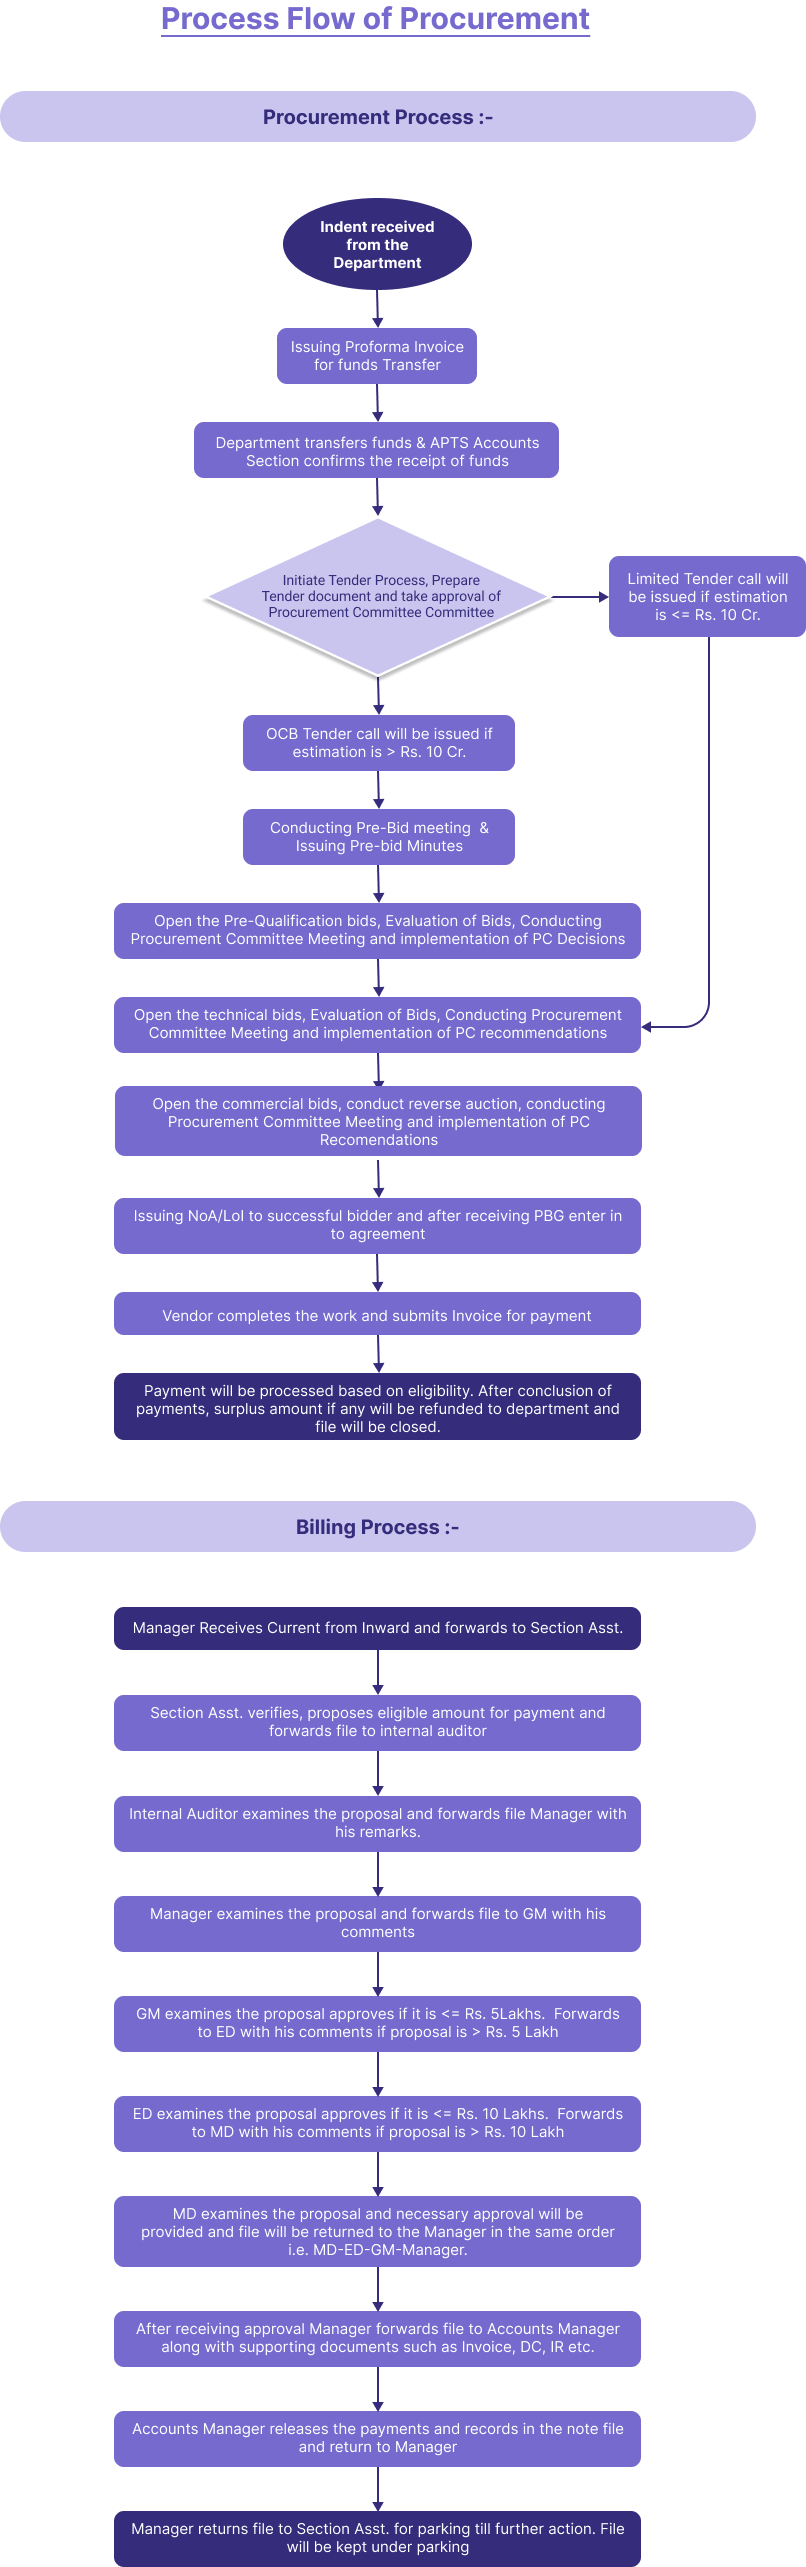 Process Flow of Procurement
Procurement Process :-
Indent received
from the
Department
Issuing Proforma Invoice
for funds Transfer
Department transfers funds & APTS Accounts
Section confirms the receipt of funds
Initiate Tender Process, Prepare
Tender document and take approval of
Procurement Committee Committee
Limited Tender call will
be issued if estimation
is <= Rs. 10 Cr.
OCB Tender call will be issued if
estimation is > Rs. 10 Cr.
Conducting Pre-Bid meeting &
Issuing Pre-bid Minutes
Open the Pre-Qualification bids, Evaluation of Bids, Conducting
Procurement Committee Meeting and implementation of PC Decisions
Open the technical bids, Evaluation of Bids, Conducting Procurement
Committee Meeting and implementation of PC recommendations
Open the commercial bids, conduct reverse auction, conducting
Procurement Committee Meeting and implementation of PC
Recomendations
Issuing NoA/LoI to successful bidder and after receiving PBG enter in
to agreement
Vendor completes the work and submits Invoice for payment
Payment will be processed based on eligibility. After conclusion of
payments, surplus amount if any will be refunded to department and
file will be closed.
Billing Process :-
Manager Receives Current from Inward and forwards to Section Asst.
Section Asst. verifies, proposes eligible amount for payment and
forwards file to internal auditor
Internal Auditor examines the proposal and forwards file Manager with
his remarks.
Manager examines the proposal and forwards file to GM with his
comments
GM examines the proposal approves if it is <= Rs. 5Lakhs. Forwards
to ED with his comments if proposal is > Rs. 5 Lakh
ED examines the proposal approves if it is <= Rs. 10 Lakhs. Forwards
to MD with his comments if proposal is > Rs. 10 Lakh
MD examines the proposal and necessary approval will be
provided and file will be returned to the Manager in the same order
i.e. MD-ED-GM-Manager.
After receiving approval Manager forwards file to Accounts Manager
along with supporting documents such as Invoice, DC, IR etc.
Accounts Manager releases the payments and records in the note file
and return to Manager
Manager returns file to Section Asst. for parking till further action. File
will be kept under parking